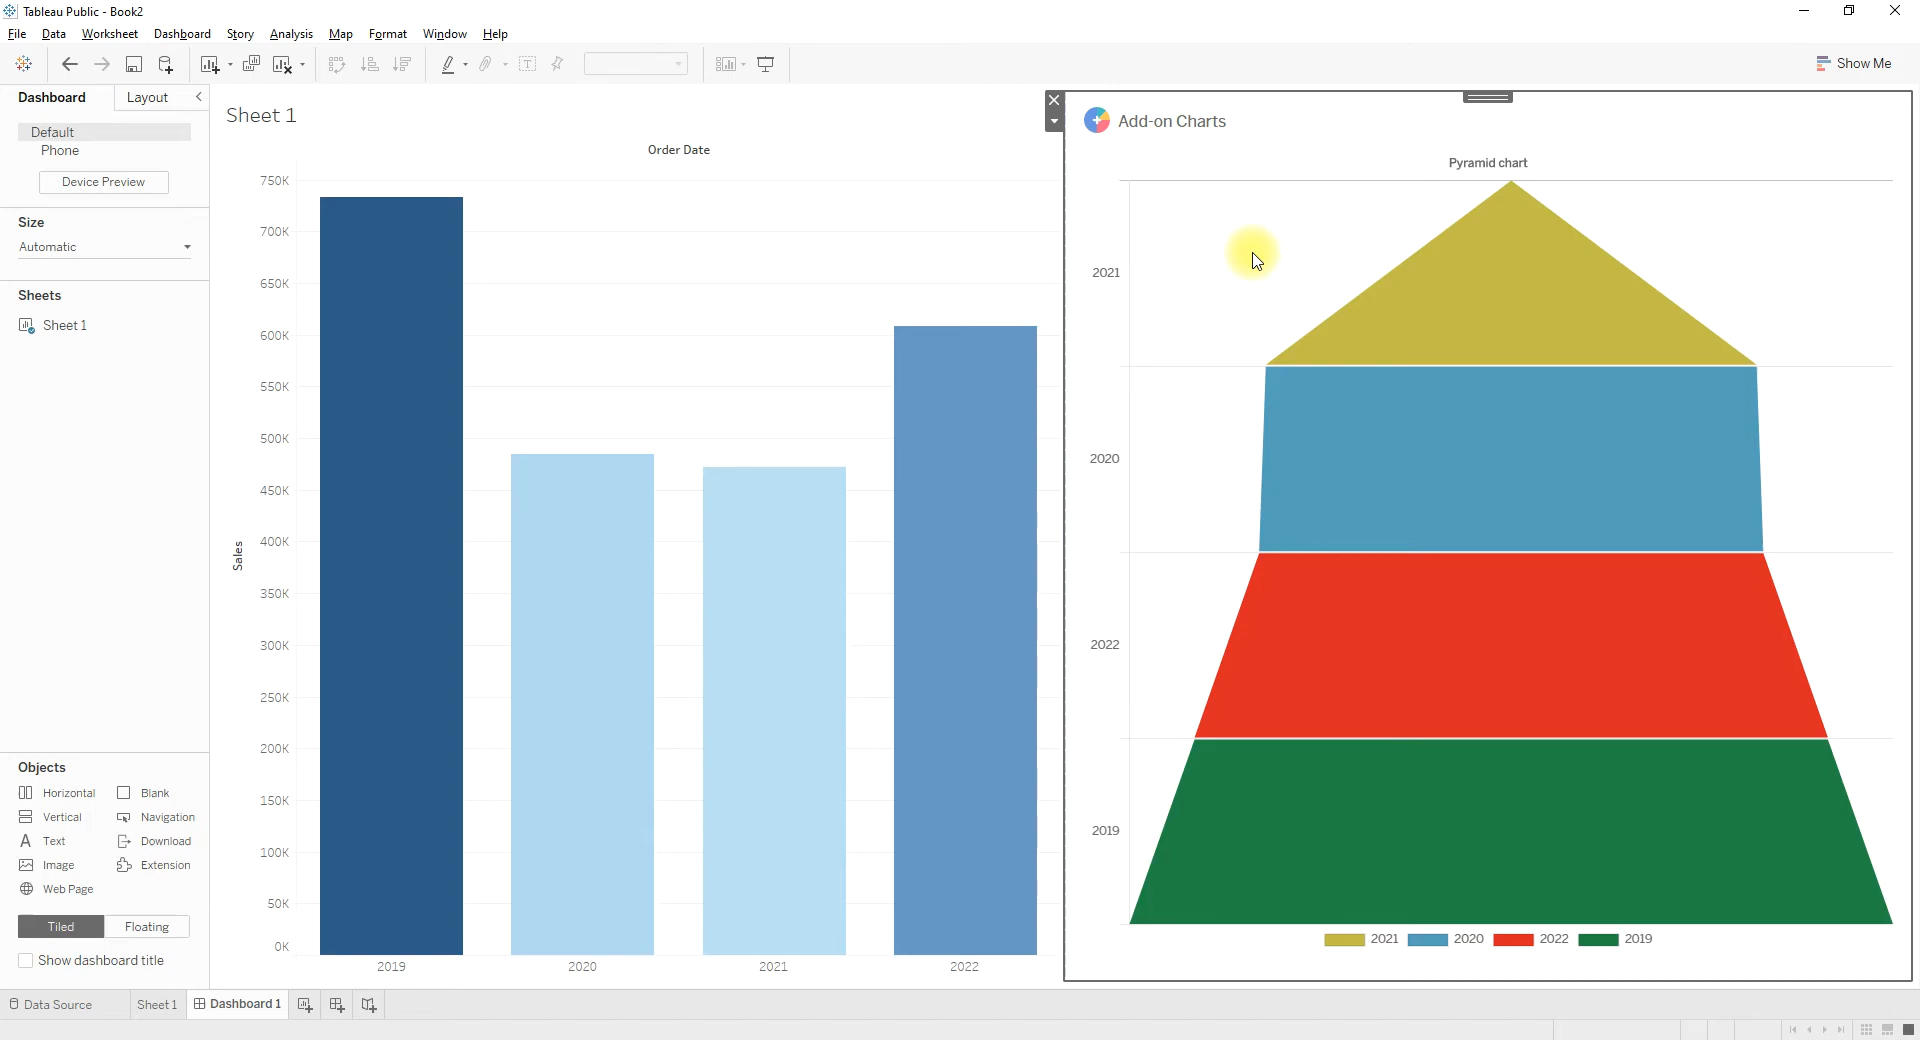 Tableau Public - Book2
File Data Worksheet Dashboard Story Analysis Map Format Window Help
Show Me
Dashboard Layout
Default
Phone
Device Preview
Size
Automatic
Sheets
Sheet 1
Objects
Horizontal Blank
Vertical Navigation
Text Download
Image Extension
Web Page
Tiled Floating
Show dashboard title
Sheet 1
Order Date
Sales
750K
700K
650K
600K
550K
500K
450K
400K
350K
300K
250K
200K
150K
100K
50K
0K
2019 2020 2021 2022
Add-on Charts
Pyramid chart
2021
2020
2022
2019
2021 2020 2022 2019
Data Source Sheet 1 Dashboard 1